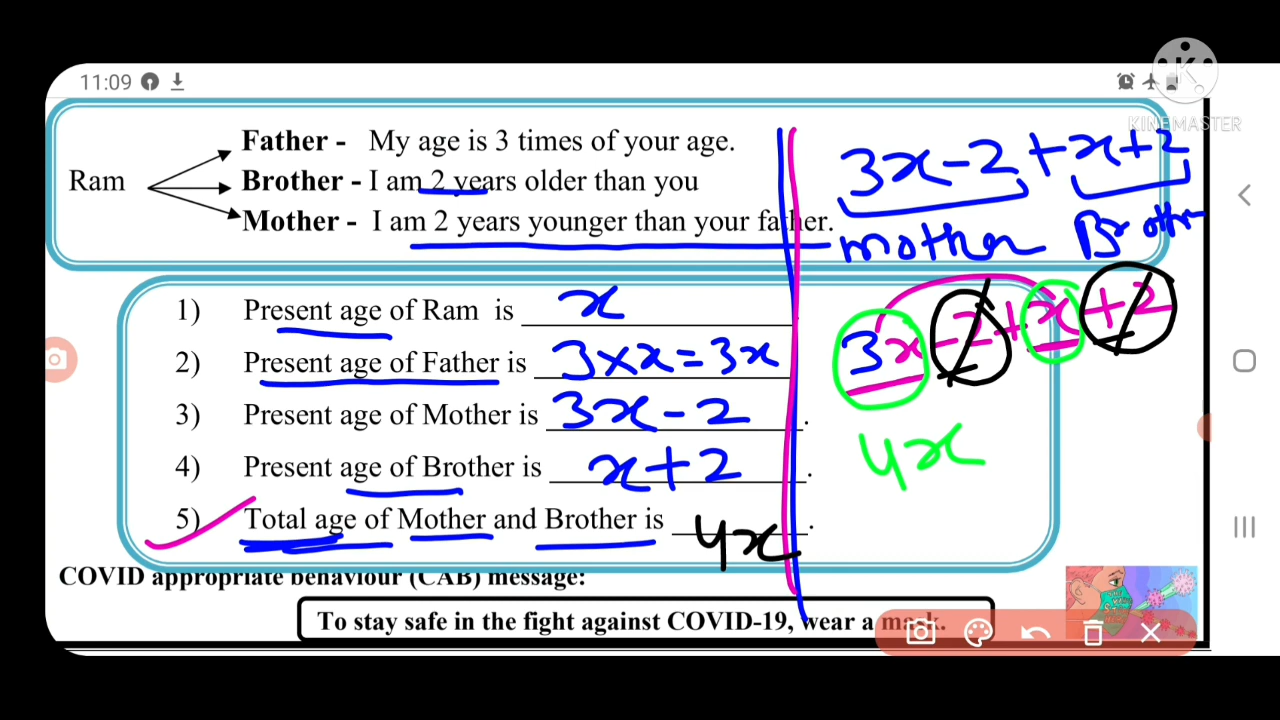 11:09
KINEMASTER
Father - My age is 3 times of your age.
Ram
Brother - I am 2 years older than you
Mother - I am 2 years younger than your father.
3x-2+x+2
mother Brother
1) Present age of Ram is x
2) Present age of Father is 3×x=3x
3) Present age of Mother is 3x-2.
4) Present age of Brother is x+2.
5) Total age of Mother and Brother is 4x.
3x-2+x+2
4x
COVID appropriate behaviour (CAB) message:
To stay safe in the fight against COVID-19, wear a mask.